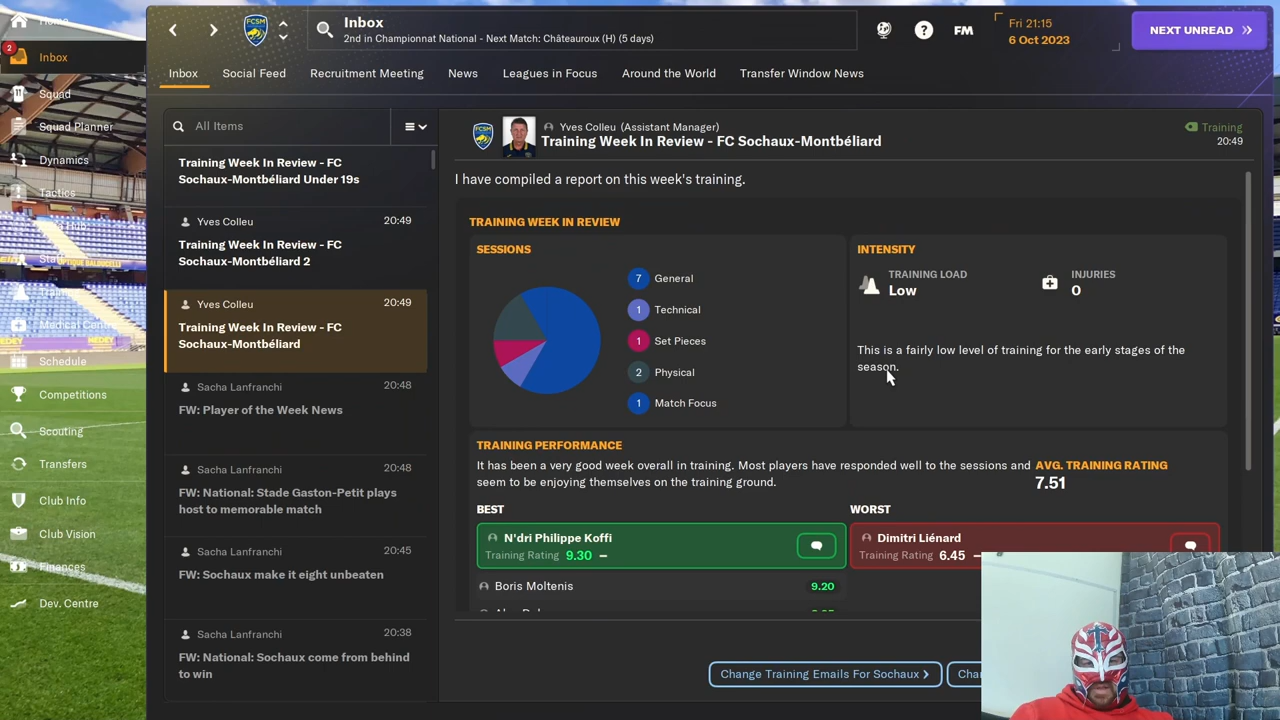 Home
2
Inbox
Squad
Squad Planner
Dynamics
Tactics
Medical Centre
Schedule
Competitions
Scouting
Transfers
Club Info
Club Vision
Finances
Dev. Centre
FCSM
Inbox
2nd in Championnat National - Next Match: Châteauroux (H) (5 days)
?
FM
Fri 21:15
6 Oct 2023
NEXT UNREAD
Inbox
Social Feed
Recruitment Meeting
News
Leagues in Focus
Around the World
Transfer Window News
All Items
Training Week In Review - FC
Sochaux-Montbéliard Under 19s
Yves Colleu 20:49
Training Week In Review - FC
Sochaux-Montbéliard 2
Yves Colleu 20:49
Training Week In Review - FC
Sochaux-Montbéliard
Sacha Lanfranchi 20:48
FW: Player of the Week News
Sacha Lanfranchi 20:48
FW: National: Stade Gaston-Petit plays
host to memorable match
Sacha Lanfranchi 20:45
FW: Sochaux make it eight unbeaten
Sacha Lanfranchi 20:38
FW: National: Sochaux come from behind
to win
FCSM
Yves Colleu (Assistant Manager)
Training Week In Review - FC Sochaux-Montbéliard
Training
20:49
I have compiled a report on this week's training.
TRAINING WEEK IN REVIEW
SESSIONS
7 General
1 Technical
1 Set Pieces
2 Physical
1 Match Focus
INTENSITY
TRAINING LOAD
Low
INJURIES
0
This is a fairly low level of training for the early stages of the
season.
TRAINING PERFORMANCE
It has been a very good week overall in training. Most players have responded well to the sessions and
seem to be enjoying themselves on the training ground.
AVG. TRAINING RATING
7.51
BEST
N'dri Philippe Koffi
Training Rating 9.30 –
Boris Moltenis 9.20
WORST
Dimitri Liénard
Training Rating 6.45 –
Change Training Emails For Sochaux